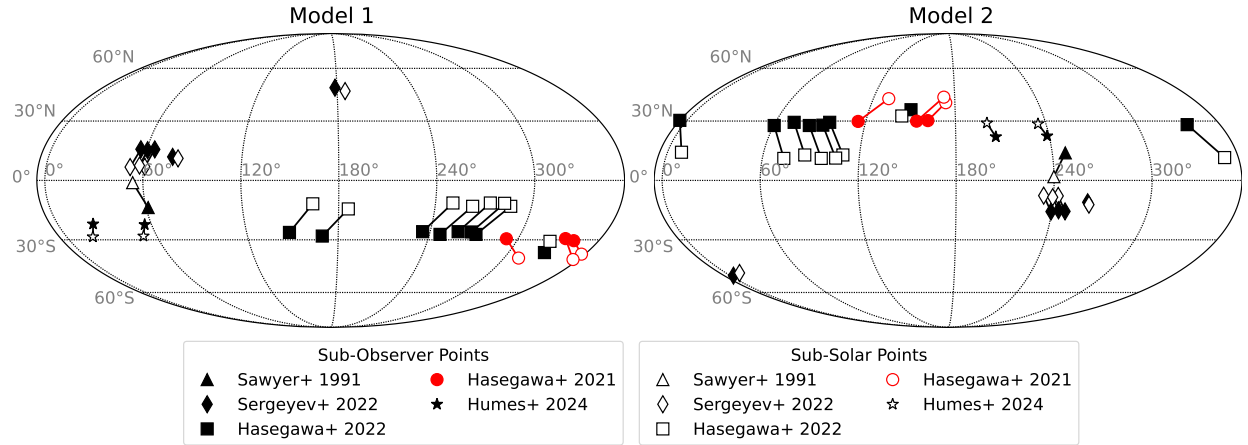 Model 1
Model 2
60°N
60°N
30°N
30°N
0°
60°
120°
180°
240°
300°
0°
60°
120°
180°
240°
300°
0°
0°
30°S
30°S
60°S
60°S
Sub-Observer Points
Sawyer+ 1991
Hasegawa+ 2021
Sergeyev+ 2022
Humes+ 2024
Hasegawa+ 2022
Sub-Solar Points
Sawyer+ 1991
Hasegawa+ 2021
Sergeyev+ 2022
Humes+ 2024
Hasegawa+ 2022